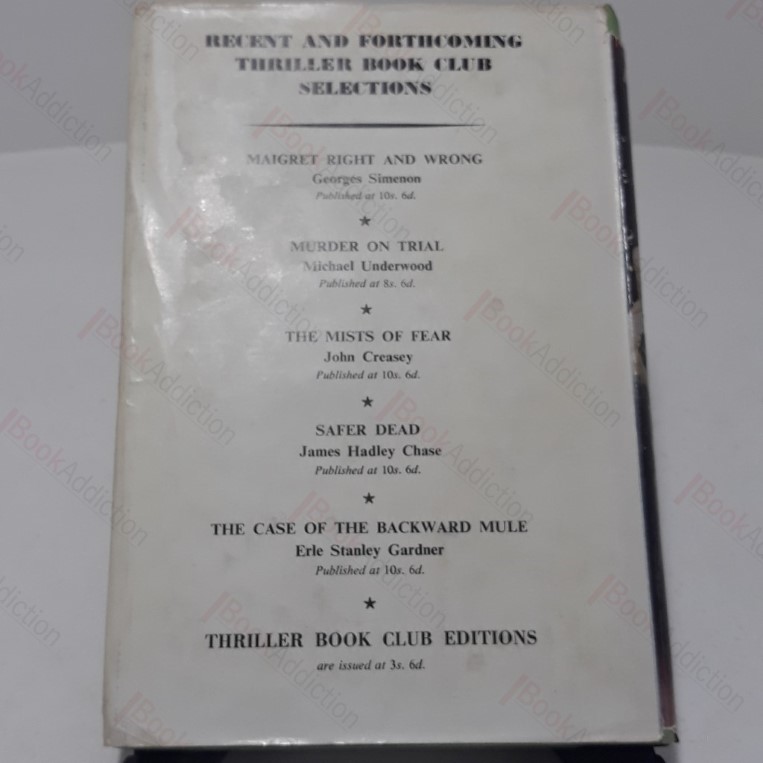 RECENT AND FORTHCOMING
THRILLER BOOK CLUB
SELECTIONS
MAIGRET RIGHT AND WRONG
Georges Simenon
Published at 10s. 6d.
★
MURDER ON TRIAL
Michael Underwood
Published at 8s. 6d.
★
THE MISTS OF FEAR
John Creasey
Published at 10s. 6d.
★
SAFER DEAD
James Hadley Chase
Published at 10s. 6d.
★
THE CASE OF THE BACKWARD MULE
Erle Stanley Gardner
Published at 10s. 6d.
★
THRILLER BOOK CLUB EDITIONS
are issued at 3s. 6d.
BookAddiction